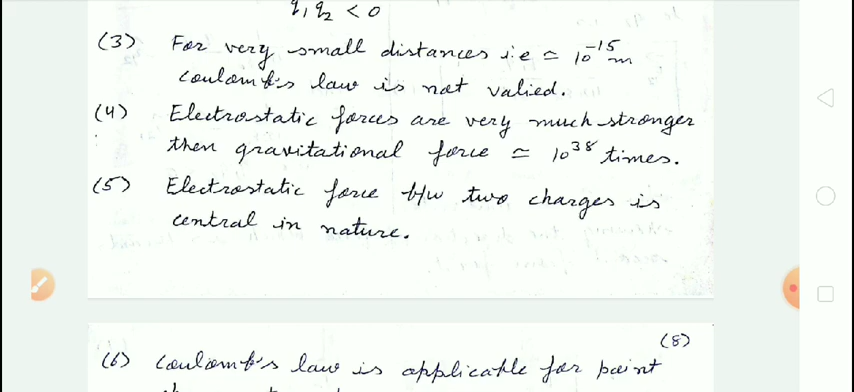 q₁q₂ < 0
(3) For very small distances i.e ≃ 10⁻¹⁵m
Coulomb's law is not valied.
(4) Electrostatic forces are very much stronger
then gravitational force ≃ 10³⁸ times.
(5) Electrostatic force b/w two charges is
central in nature.
(8)
(6) Coulomb's law is applicable for point